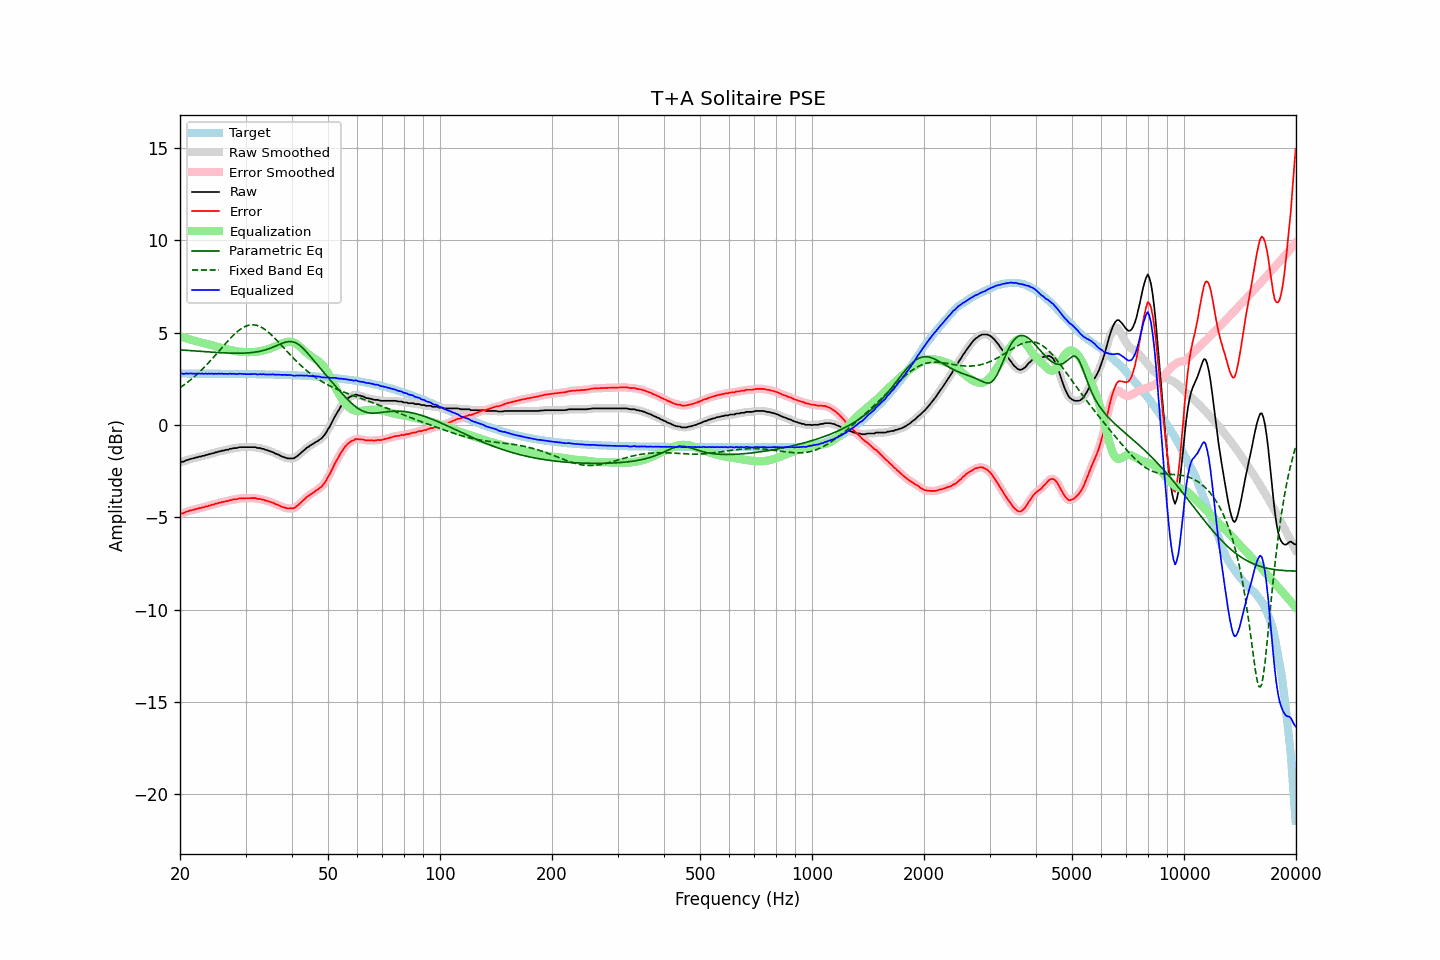 T+A Solitaire PSE
Target
Raw Smoothed
Error Smoothed
Raw
Error
Equalization
Parametric Eq
Fixed Band Eq
Equalized
15
10
5
0
−5
−10
−15
−20
Amplitude (dBr)
20 50 100 200 500 1000 2000 5000 10000 20000
Frequency (Hz)